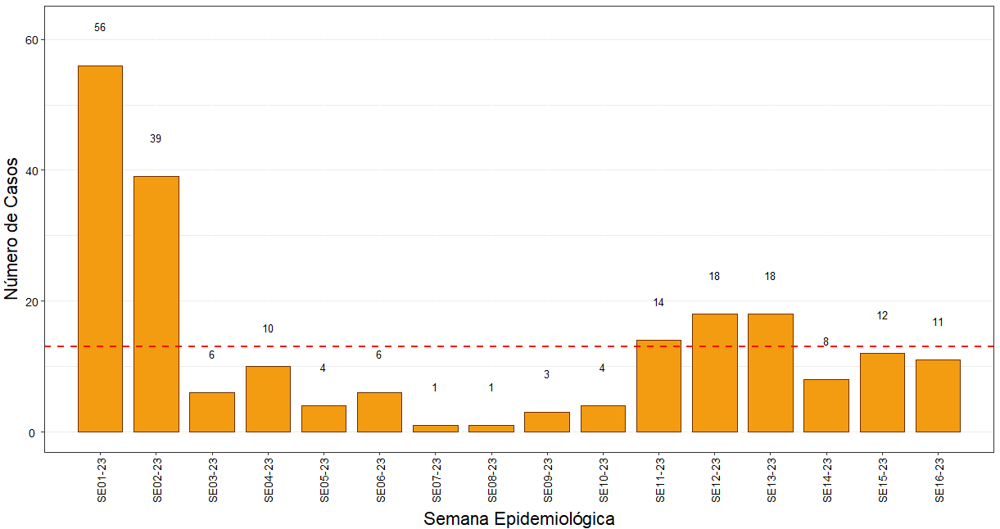 Número de Casos
60
40
20
0
56
39
6
10
4
6
1
1
3
4
14
18
18
8
12
11
SE01-23
SE02-23
SE03-23
SE04-23
SE05-23
SE06-23
SE07-23
SE08-23
SE09-23
SE10-23
SE11-23
SE12-23
SE13-23
SE14-23
SE15-23
SE16-23
Semana Epidemiológica